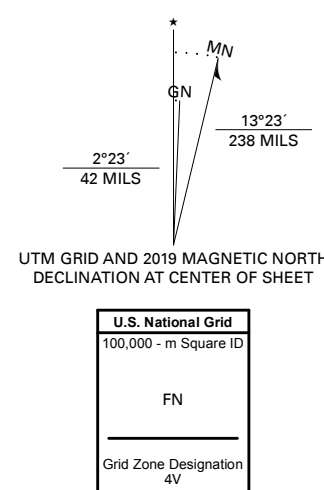 ★
MN
GN
13°23´
238 MILS
2°23´
42 MILS
UTM GRID AND 2019 MAGNETIC NORTH
DECLINATION AT CENTER OF SHEET
U.S. National Grid
100,000 - m Square ID
FN
Grid Zone Designation
4V